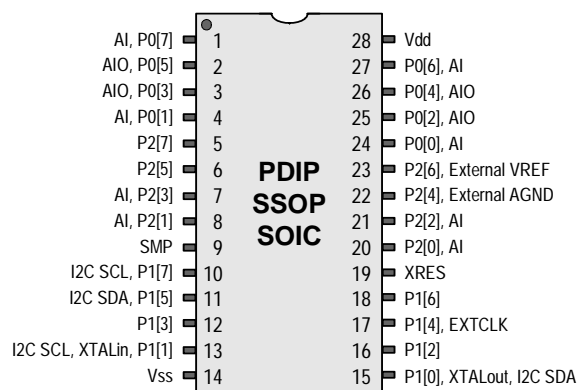 AI, P0[7] 1 28 Vdd
AIO, P0[5] 2 27 P0[6], AI
AIO, P0[3] 3 26 P0[4], AIO
AI, P0[1] 4 25 P0[2], AIO
P2[7] 5 24 P0[0], AI
P2[5] 6 PDIP 23 P2[6], External VREF
AI, P2[3] 7 SSOP 22 P2[4], External AGND
AI, P2[1] 8 SOIC 21 P2[2], AI
SMP 9 20 P2[0], AI
I2C SCL, P1[7] 10 19 XRES
I2C SDA, P1[5] 11 18 P1[6]
P1[3] 12 17 P1[4], EXTCLK
I2C SCL, XTALin, P1[1] 13 16 P1[2]
Vss 14 15 P1[0], XTALout, I2C SDA